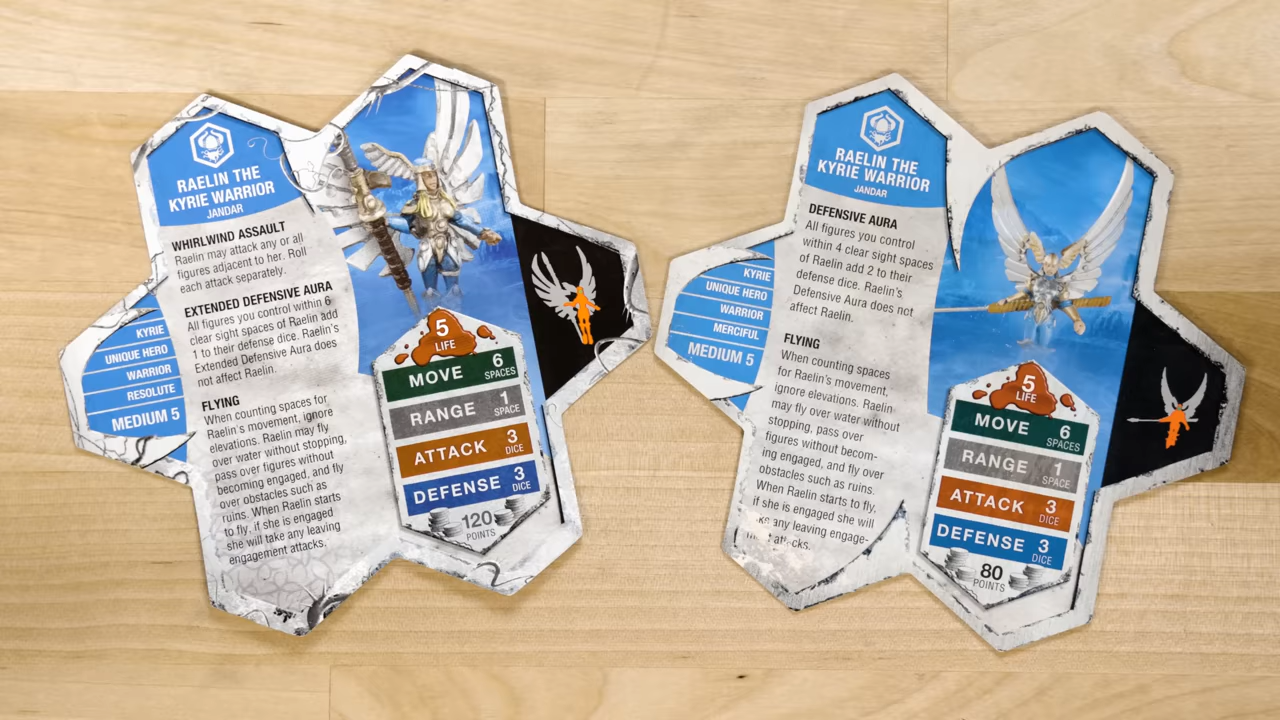 RAELIN THE
KYRIE WARRIOR
JANDAR
WHIRLWIND ASSAULT
Raelin may attack any or all
figures adjacent to her. Roll
each attack separately.
EXTENDED DEFENSIVE AURA
All figures you control within 6
clear sight spaces of Raelin add
1 to their defense dice. Raelin's
Extended Defensive Aura does
not affect Raelin.
FLYING
When counting spaces for
Raelin's movement, ignore
elevations. Raelin may fly
over water without stopping,
pass over figures without
becoming engaged, and fly
over obstacles such as
ruins. When Raelin starts
to fly, if she is engaged
she will take any leaving
engagement attacks.
KYRIE
UNIQUE HERO
WARRIOR
RESOLUTE
MEDIUM 5
5
LIFE
MOVE 6 SPACES
RANGE 1 SPACE
ATTACK 3 DICE
DEFENSE 3 DICE
120
POINTS
RAELIN THE
KYRIE WARRIOR
JANDAR
DEFENSIVE AURA
All figures you control
within 4 clear sight spaces
of Raelin add 2 to their
defense dice. Raelin's
Defensive Aura does not
affect Raelin.
FLYING
When counting spaces
for Raelin's movement,
ignore elevations. Raelin
may fly over water without
stopping, pass over
figures without becom-
ing engaged, and fly over
obstacles such as ruins.
When Raelin starts to fly,
if she is engaged she will
any leaving engage-
attacks.
KYRIE
UNIQUE HERO
WARRIOR
MERCIFUL
MEDIUM 5
5
LIFE
MOVE 6 SPACES
RANGE 1 SPACE
ATTACK 3 DICE
DEFENSE 3 DICE
80
POINTS